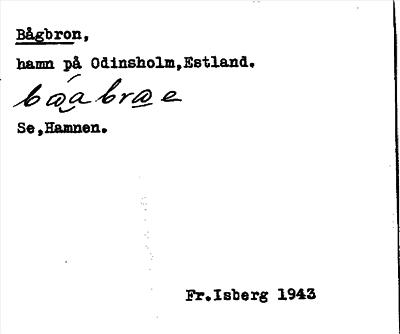 Bågbron,
hamn på Odinsholm,Estland.
Se,Hamnen.
Fr.Isberg 1943